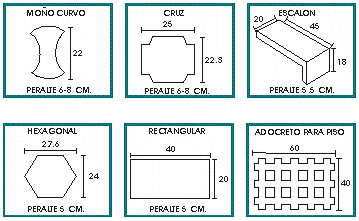 MOÑO CURVO
22
PERALTE 6-8 CM.
CRUZ
25
22.3
PERALTE 6-8 CM.
ESCALON
20
45
18
PERALTE 5.5 CM.
HEXAGONAL
27.6
24
PERALTE 5 CM.
RECTANGULAR
40
20
PERALTE 5 CM.
ADOCRETO PARA PISO
60
40